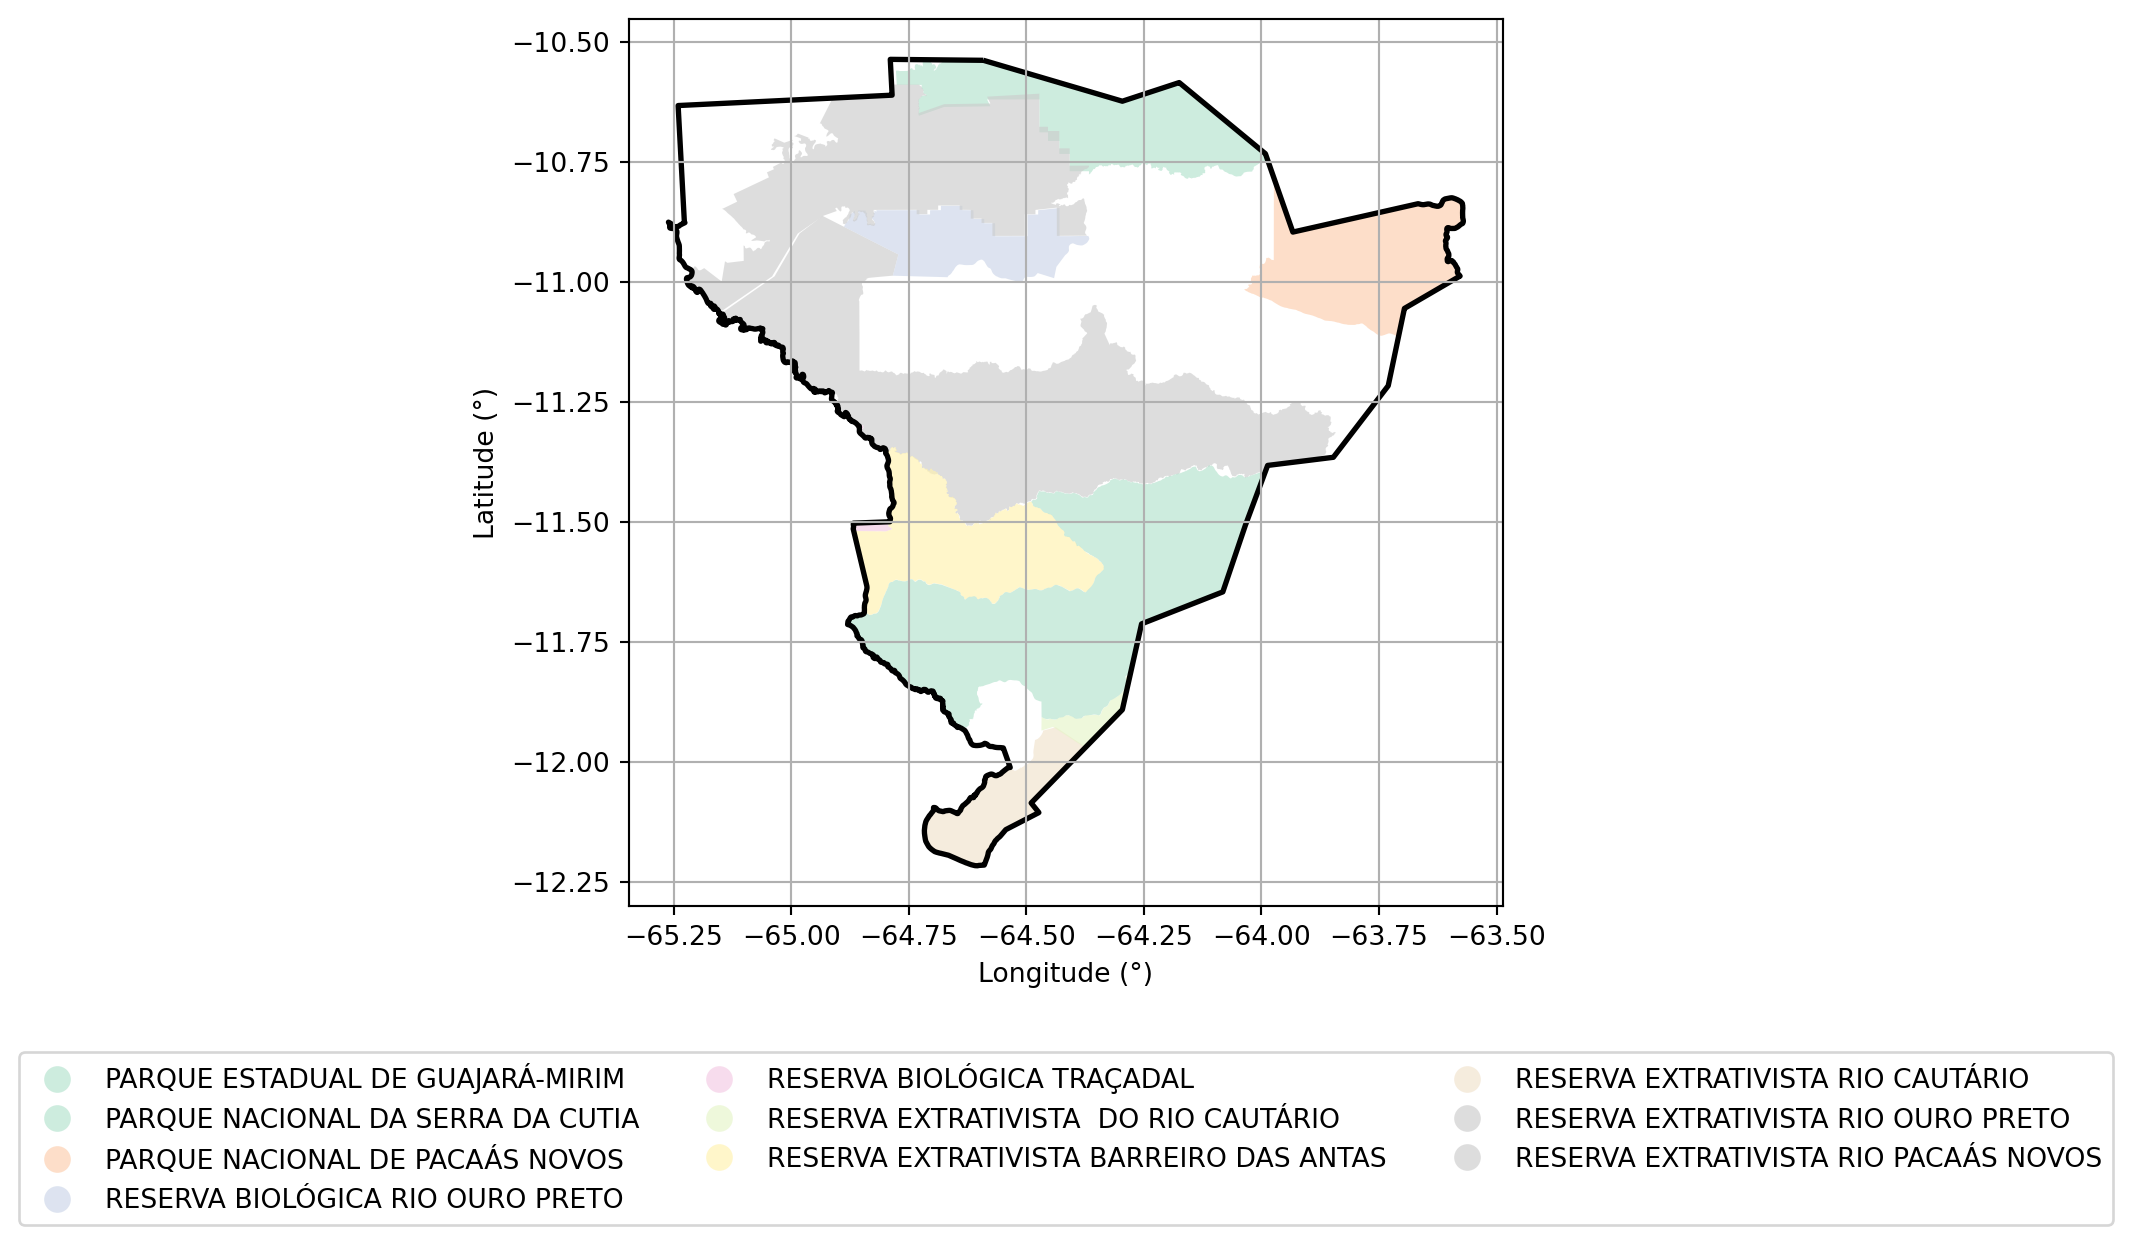 −10.50
−10.75
−11.00
−11.25
−11.50
−11.75
−12.00
−12.25
Latitude (°)
−65.25 −65.00 −64.75 −64.50 −64.25 −64.00 −63.75 −63.50
Longitude (°)
PARQUE ESTADUAL DE GUAJARÁ-MIRIM
PARQUE NACIONAL DA SERRA DA CUTIA
PARQUE NACIONAL DE PACAÁS NOVOS
RESERVA BIOLÓGICA RIO OURO PRETO
RESERVA BIOLÓGICA TRAÇADAL
RESERVA EXTRATIVISTA  DO RIO CAUTÁRIO
RESERVA EXTRATIVISTA BARREIRO DAS ANTAS
RESERVA EXTRATIVISTA RIO CAUTÁRIO
RESERVA EXTRATIVISTA RIO OURO PRETO
RESERVA EXTRATIVISTA RIO PACAÁS NOVOS